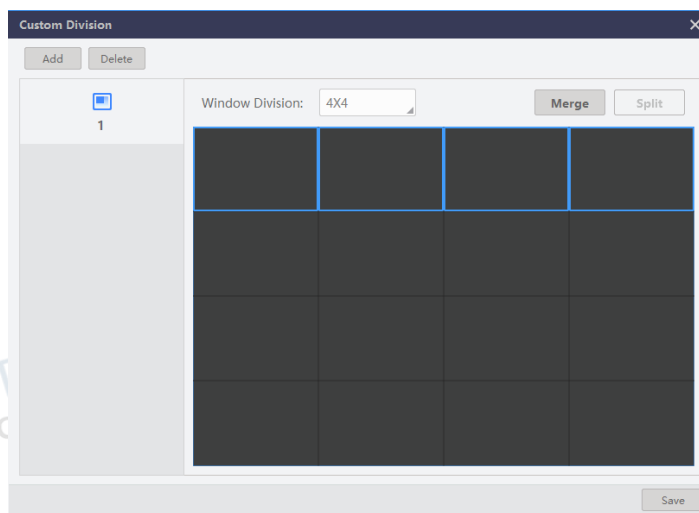 Custom Division
Add Delete
1
Window Division: 4X4 Merge Split
Save